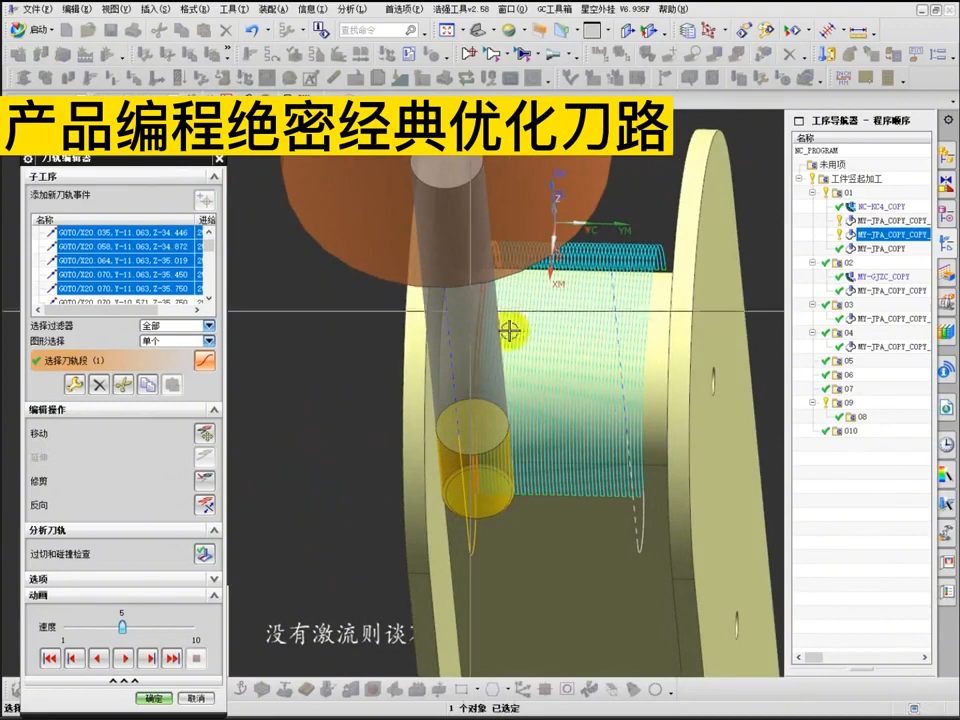 文件(F) 编辑(E) 视图(V) 插入(S) 格式(R) 工具(T) 装配(A) 信息(I) 分析(L) 首选项(P) 浩强工具v2.58 窗口(O) GC工具箱 星空外挂 V6.935F 帮助(H)
启动 查找命令
产品编程绝密经典优化刀路
刀轨编辑器
子工序
添加新刀轨事件
名称 进给
GOTO/X20.035,Y-11.063,Z-34.446
GOTO/X20.058,Y-11.063,Z-34.872
GOTO/X20.064,Y-11.063,Z-35.019
GOTO/X20.070,Y-11.063,Z-35.450
GOTO/X20.070,Y-11.063,Z-35.750
GOTO/X20.070,Y-10.571,Z-35.750
选择过滤器 全部
图形选择 单个
选择刀轨段 (1)
编辑操作
移动
延伸
修剪
反向
分析刀轨
过切和碰撞检查
选项
动画
5
速度
1 10
确定 取消
Z
YC YM
XM
没有激流则谈
工序导航器 - 程序顺序
名称
NC_PROGRAM
未用项
工件竖起加工
01
NC-KC4_COPY
MY-JPA_COPY_COPY_
MY-JPA_COPY_COPY_
MY-JPA_COPY
02
MY-GJZC_COPY
MY-JPA_COPY_COPY
03
MY-JPA_COPY_COPY_
04
MY-JPA_COPY_COPY_
05
06
07
09
08
010
1 个对象 已选定